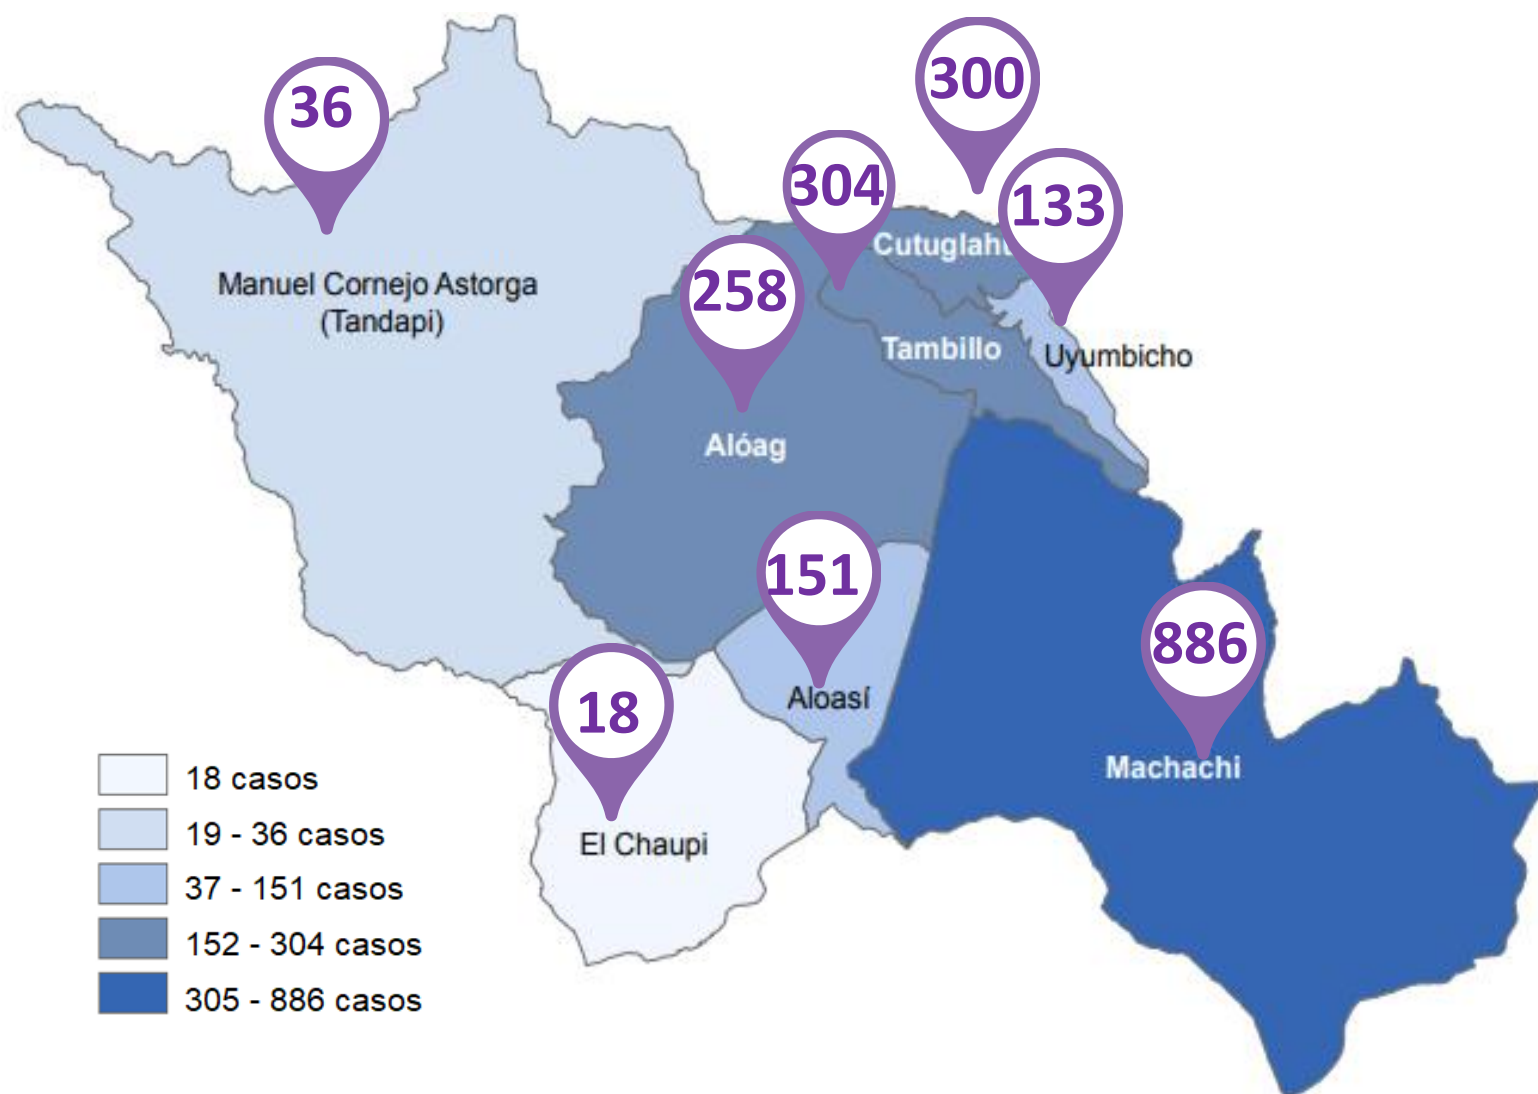 300
36
304
133
Cutuglahu
Manuel Cornejo Astorga
(Tandapi)
258
Tambillo
Uyumbicho
Alóag
151
886
Aloasí
18
Machachi
El Chaupi
18 casos
19 - 36 casos
37 - 151 casos
152 - 304 casos
305 - 886 casos